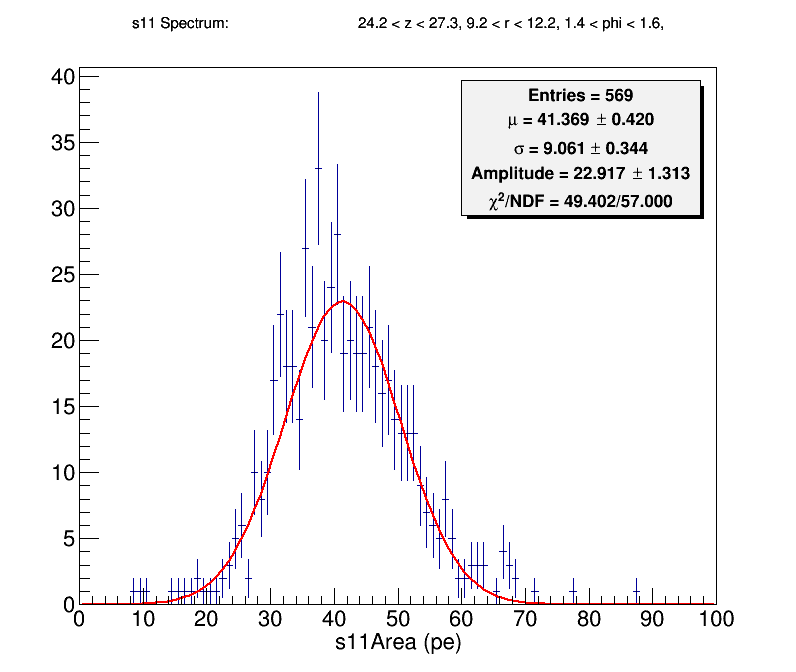 s11 Spectrum: 24.2 < z < 27.3, 9.2 < r < 12.2, 1.4 < phi < 1.6,
Entries = 569
μ = 41.369 ± 0.420
σ = 9.061 ± 0.344
Amplitude = 22.917 ± 1.313
χ²/NDF = 49.402/57.000
40
35
30
25
20
15
10
5
0
0 10 20 30 40 50 60 70 80 90 100
s11Area (pe)